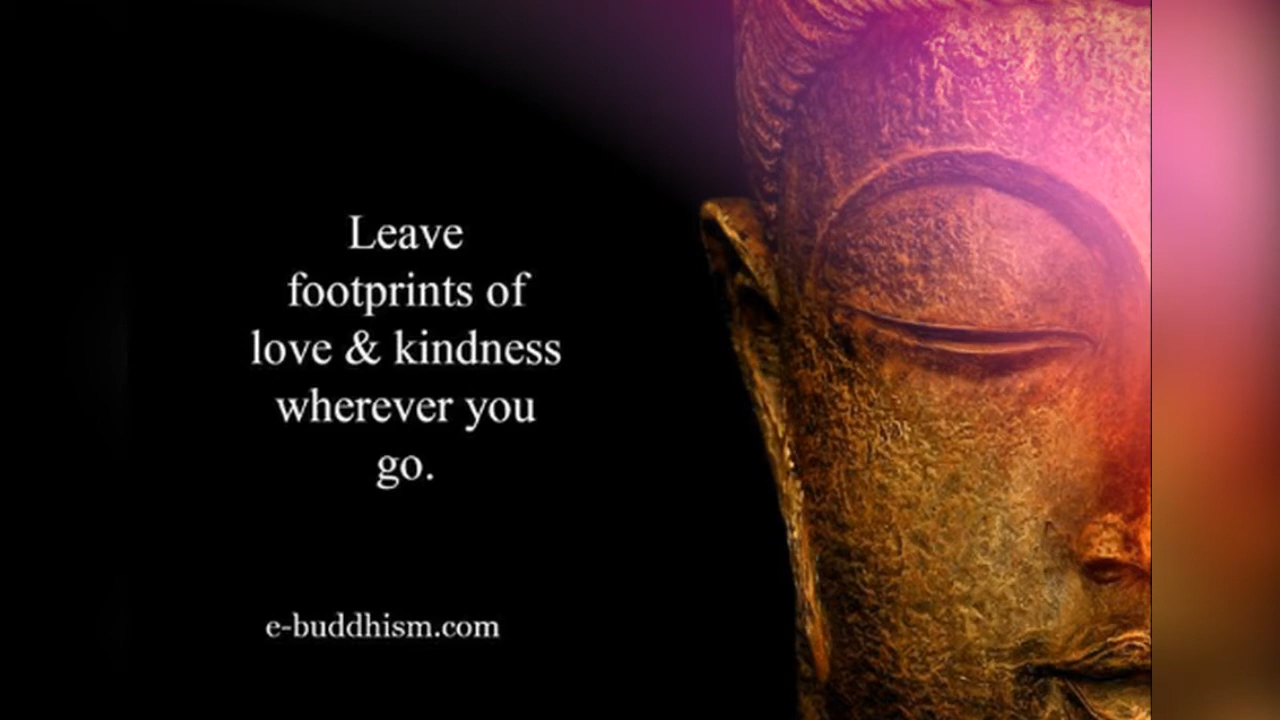 Leave
footprints of
love & kindness
wherever you
go.
e-buddhism.com